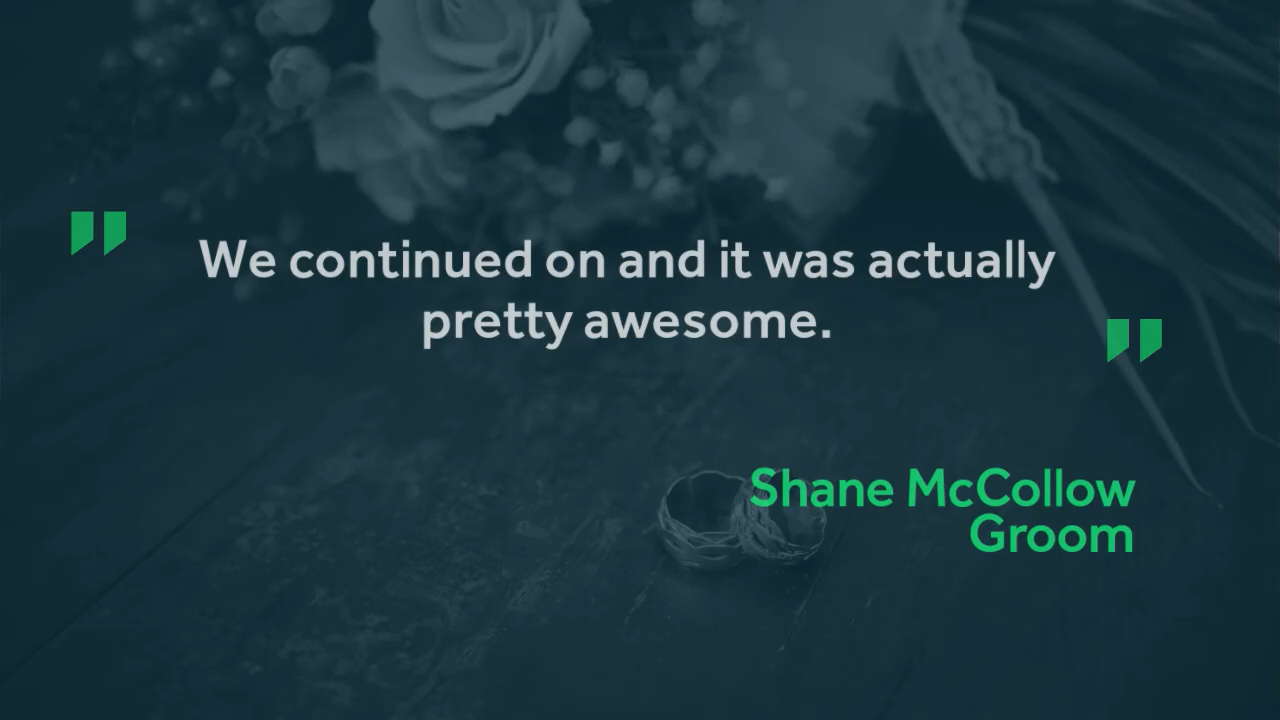 " We continued on and it was actually
pretty awesome. "
Shane McCollow
Groom